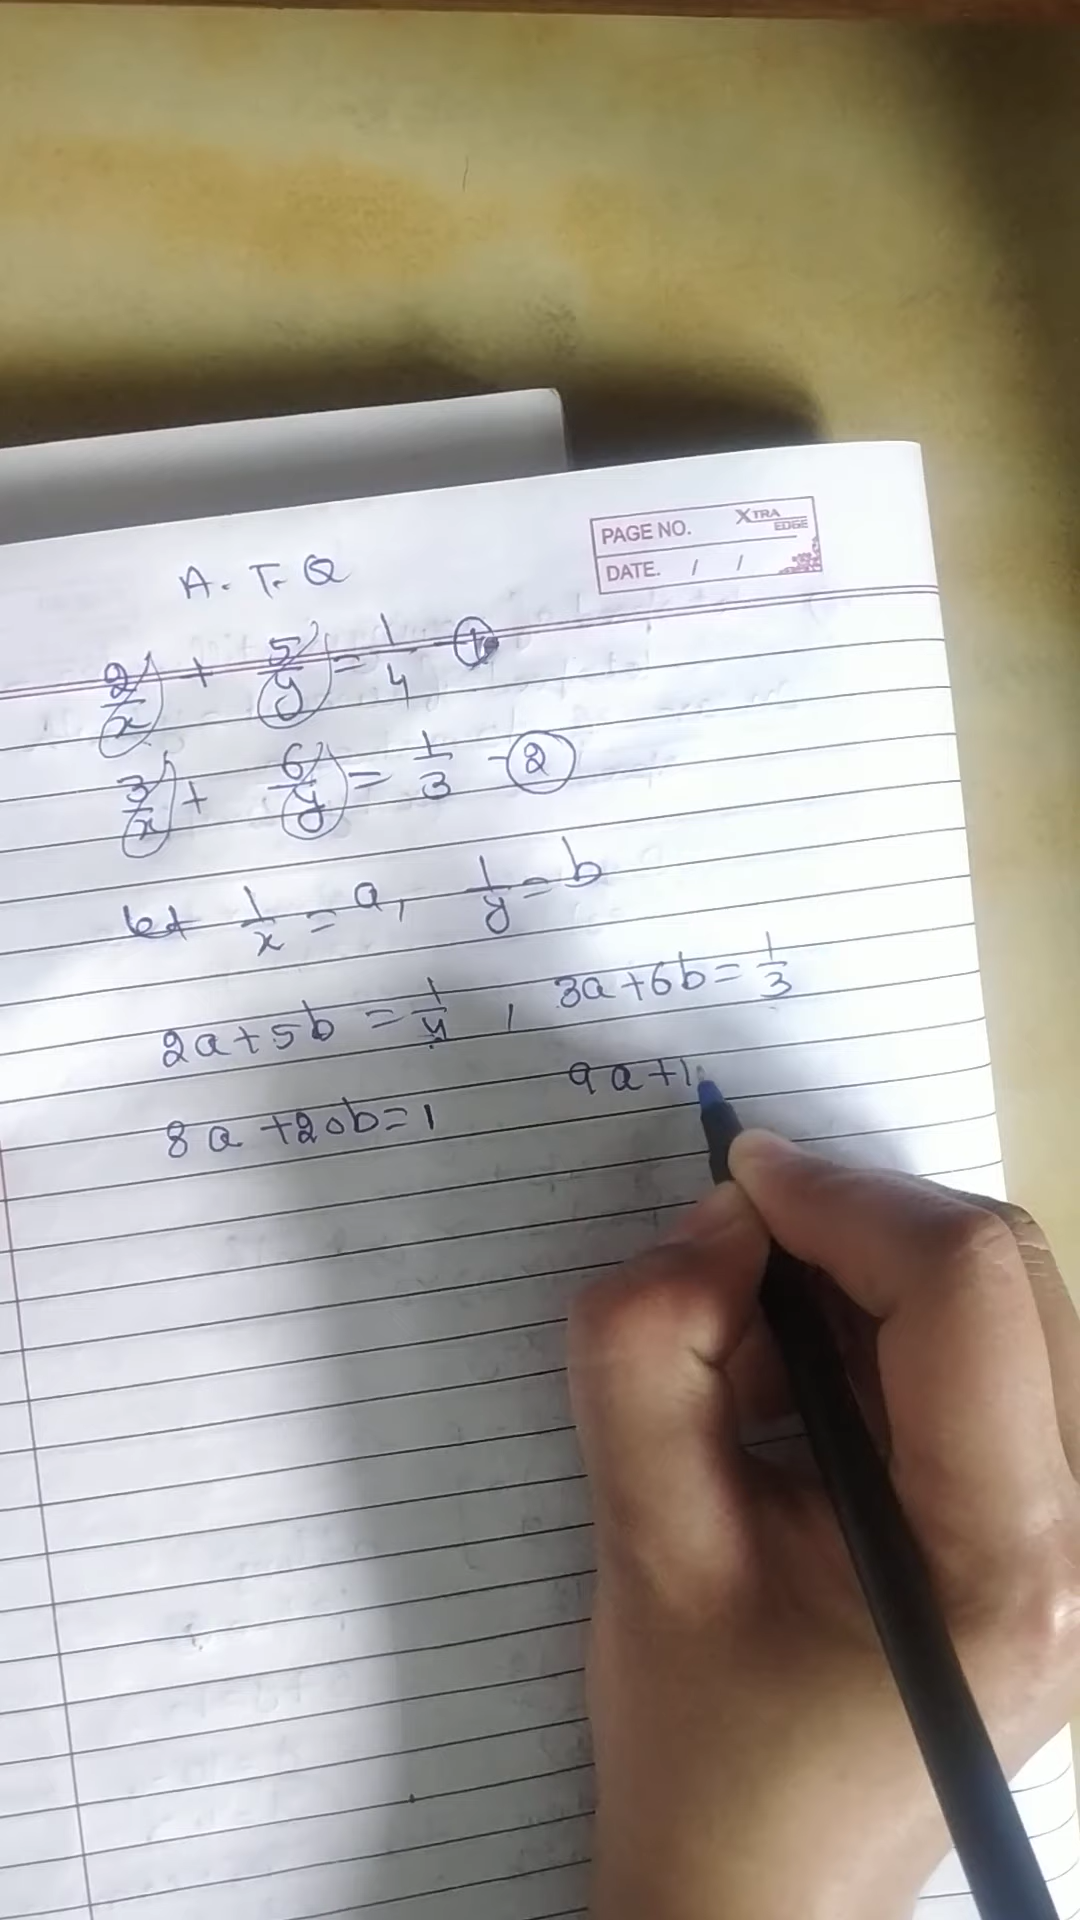 PAGE NO. XTRA EDGE
DATE. / /
A. T. Q
2/x + 5/y = 1/4 - ①
3/x + 6/y = 1/3 - ②
let 1/x = a, 1/y = b
2a+5b = 1/4 , 3a+6b = 1/3
8a +20b=1 9a+1